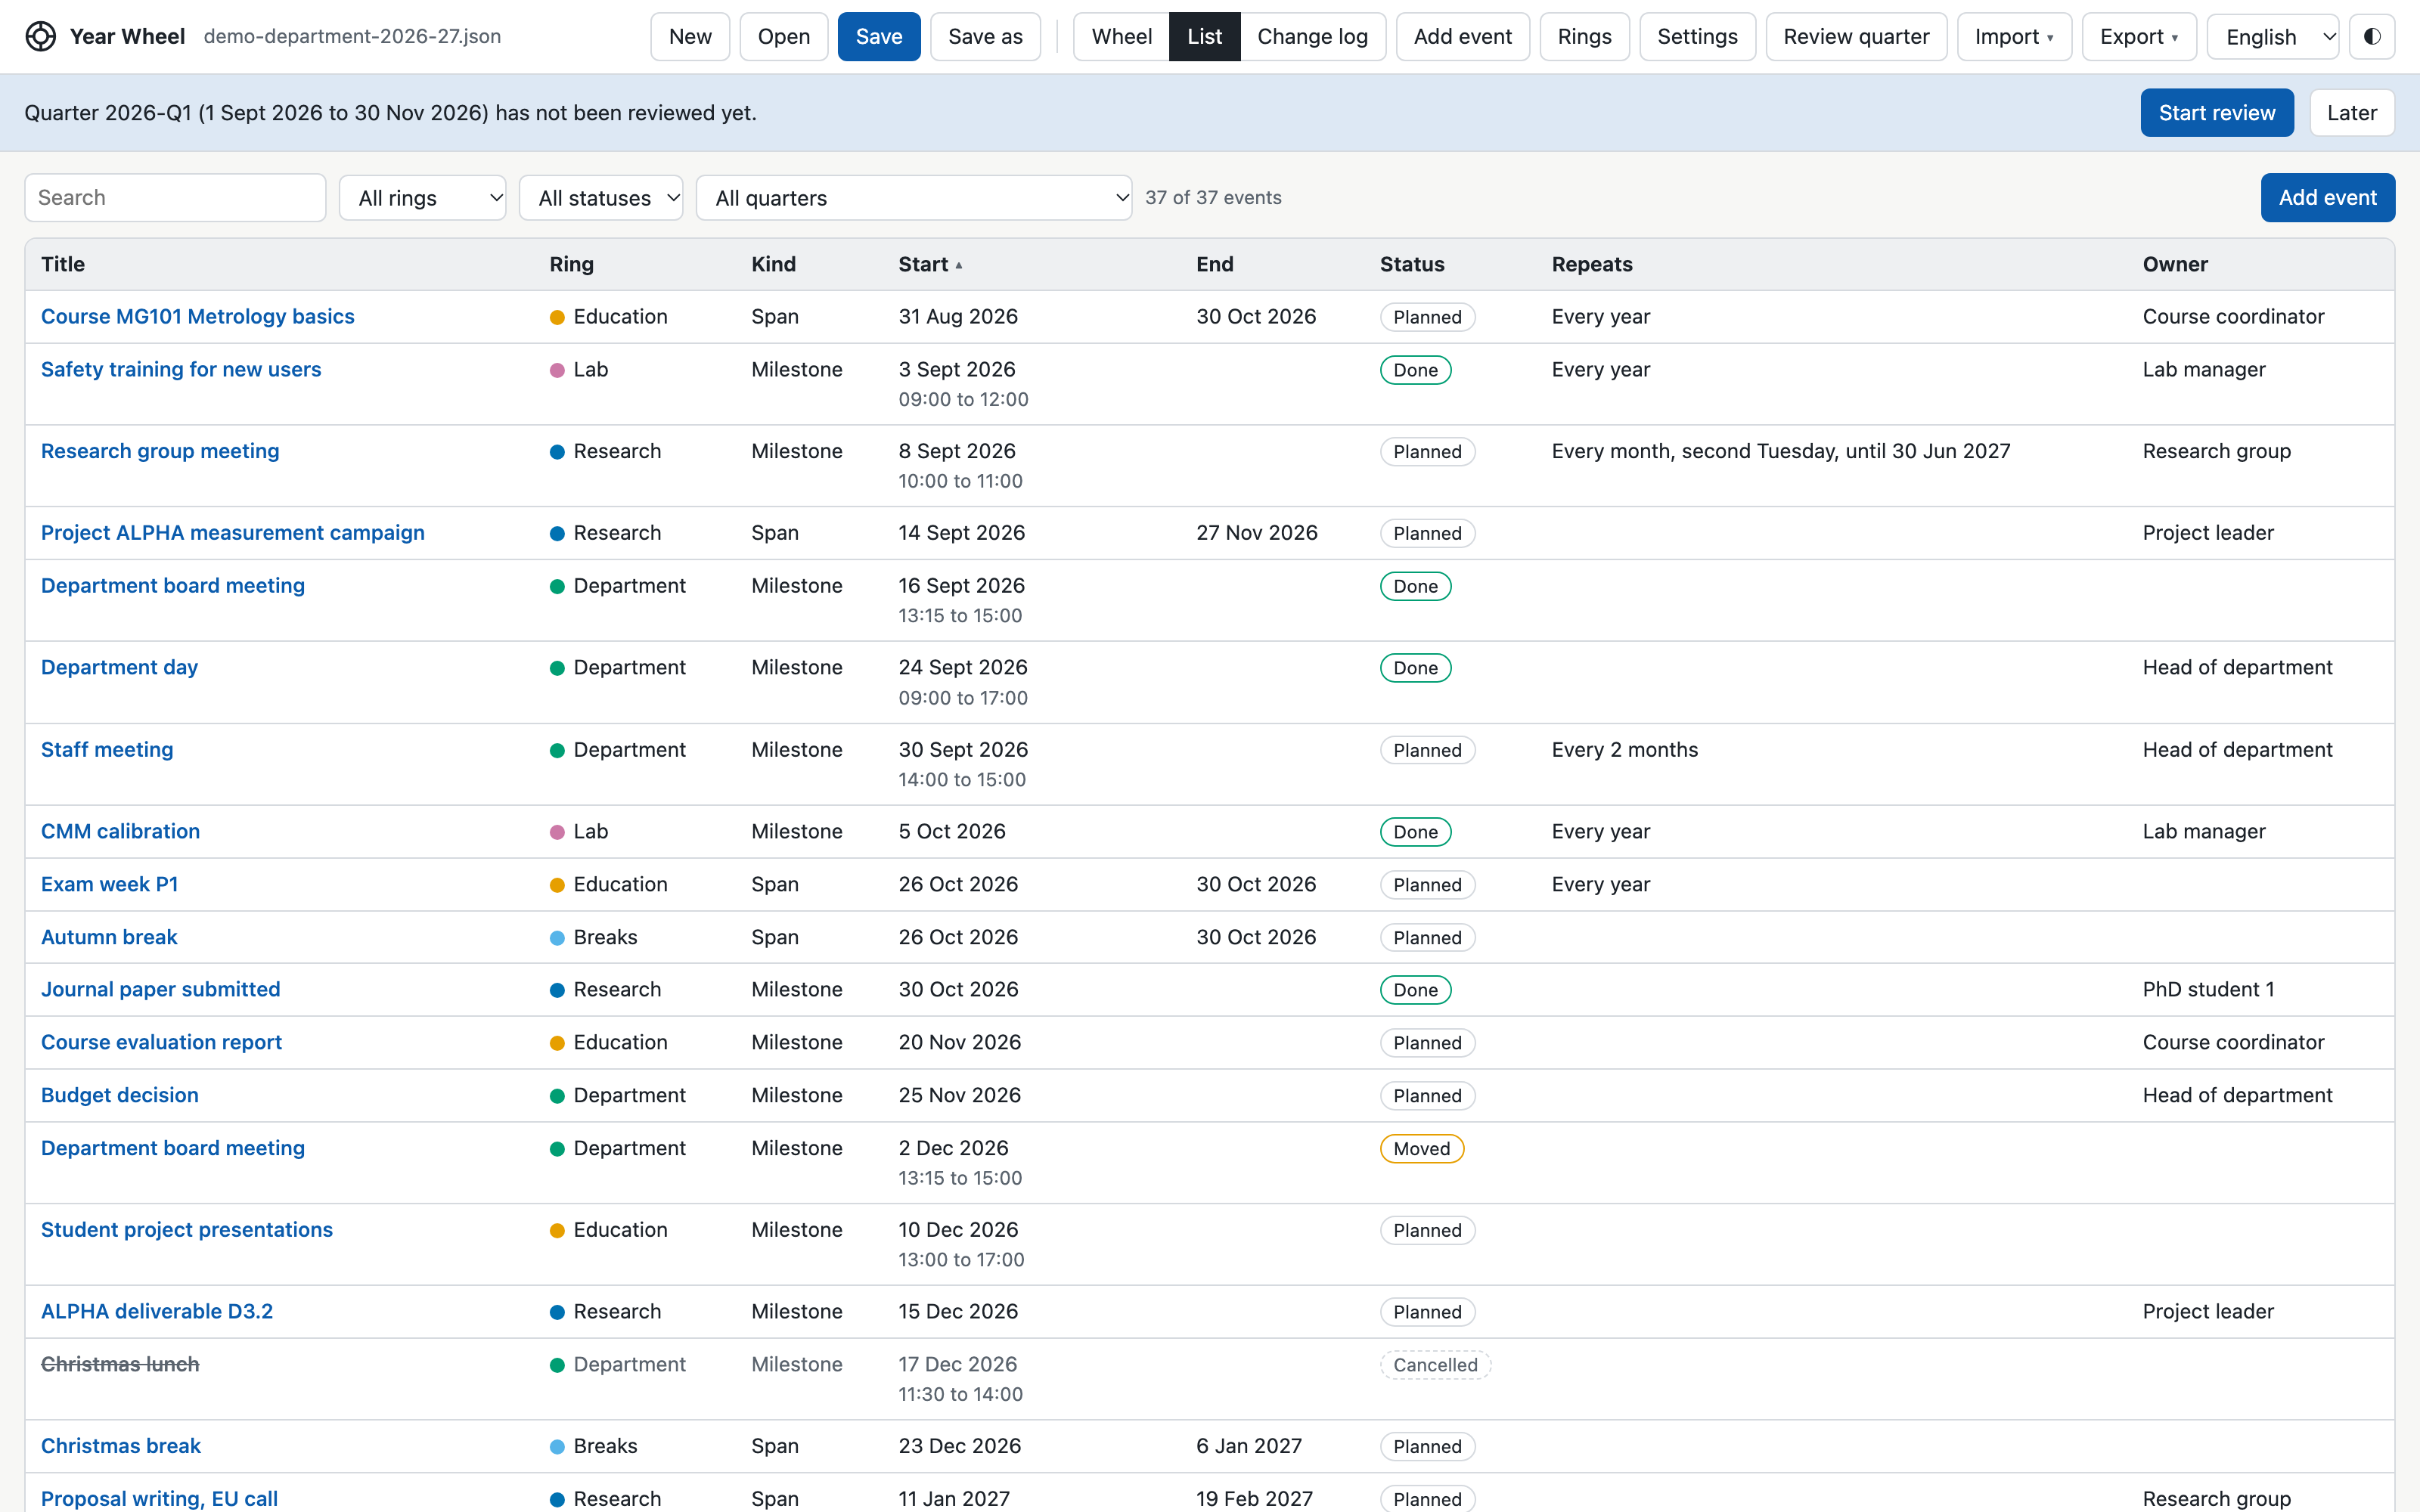 Year Wheel demo-department-2026-27.json New Open Save Save as Wheel List Change log Add event Rings Settings Review quarter Import Export English
Quarter 2026-Q1 (1 Sept 2026 to 30 Nov 2026) has not been reviewed yet. Start review Later
Search All rings All statuses All quarters 37 of 37 events Add event
Title Ring Kind Start End Status Repeats Owner
Course MG101 Metrology basics Education Span 31 Aug 2026 30 Oct 2026 Planned Every year Course coordinator
Safety training for new users Lab Milestone 3 Sept 2026 Done Every year Lab manager
09:00 to 12:00
Research group meeting Research Milestone 8 Sept 2026 Planned Every month, second Tuesday, until 30 Jun 2027 Research group
10:00 to 11:00
Project ALPHA measurement campaign Research Span 14 Sept 2026 27 Nov 2026 Planned Project leader
Department board meeting Department Milestone 16 Sept 2026 Done
13:15 to 15:00
Department day Department Milestone 24 Sept 2026 Done Head of department
09:00 to 17:00
Staff meeting Department Milestone 30 Sept 2026 Planned Every 2 months Head of department
14:00 to 15:00
CMM calibration Lab Milestone 5 Oct 2026 Done Every year Lab manager
Exam week P1 Education Span 26 Oct 2026 30 Oct 2026 Planned Every year
Autumn break Breaks Span 26 Oct 2026 30 Oct 2026 Planned
Journal paper submitted Research Milestone 30 Oct 2026 Done PhD student 1
Course evaluation report Education Milestone 20 Nov 2026 Planned Course coordinator
Budget decision Department Milestone 25 Nov 2026 Planned Head of department
Department board meeting Department Milestone 2 Dec 2026 Moved
13:15 to 15:00
Student project presentations Education Milestone 10 Dec 2026 Planned
13:00 to 17:00
ALPHA deliverable D3.2 Research Milestone 15 Dec 2026 Planned Project leader
Christmas lunch Department Milestone 17 Dec 2026 Cancelled
11:30 to 14:00
Christmas break Breaks Span 23 Dec 2026 6 Jan 2027 Planned
Proposal writing, EU call Research Span 11 Jan 2027 19 Feb 2027 Planned Research group